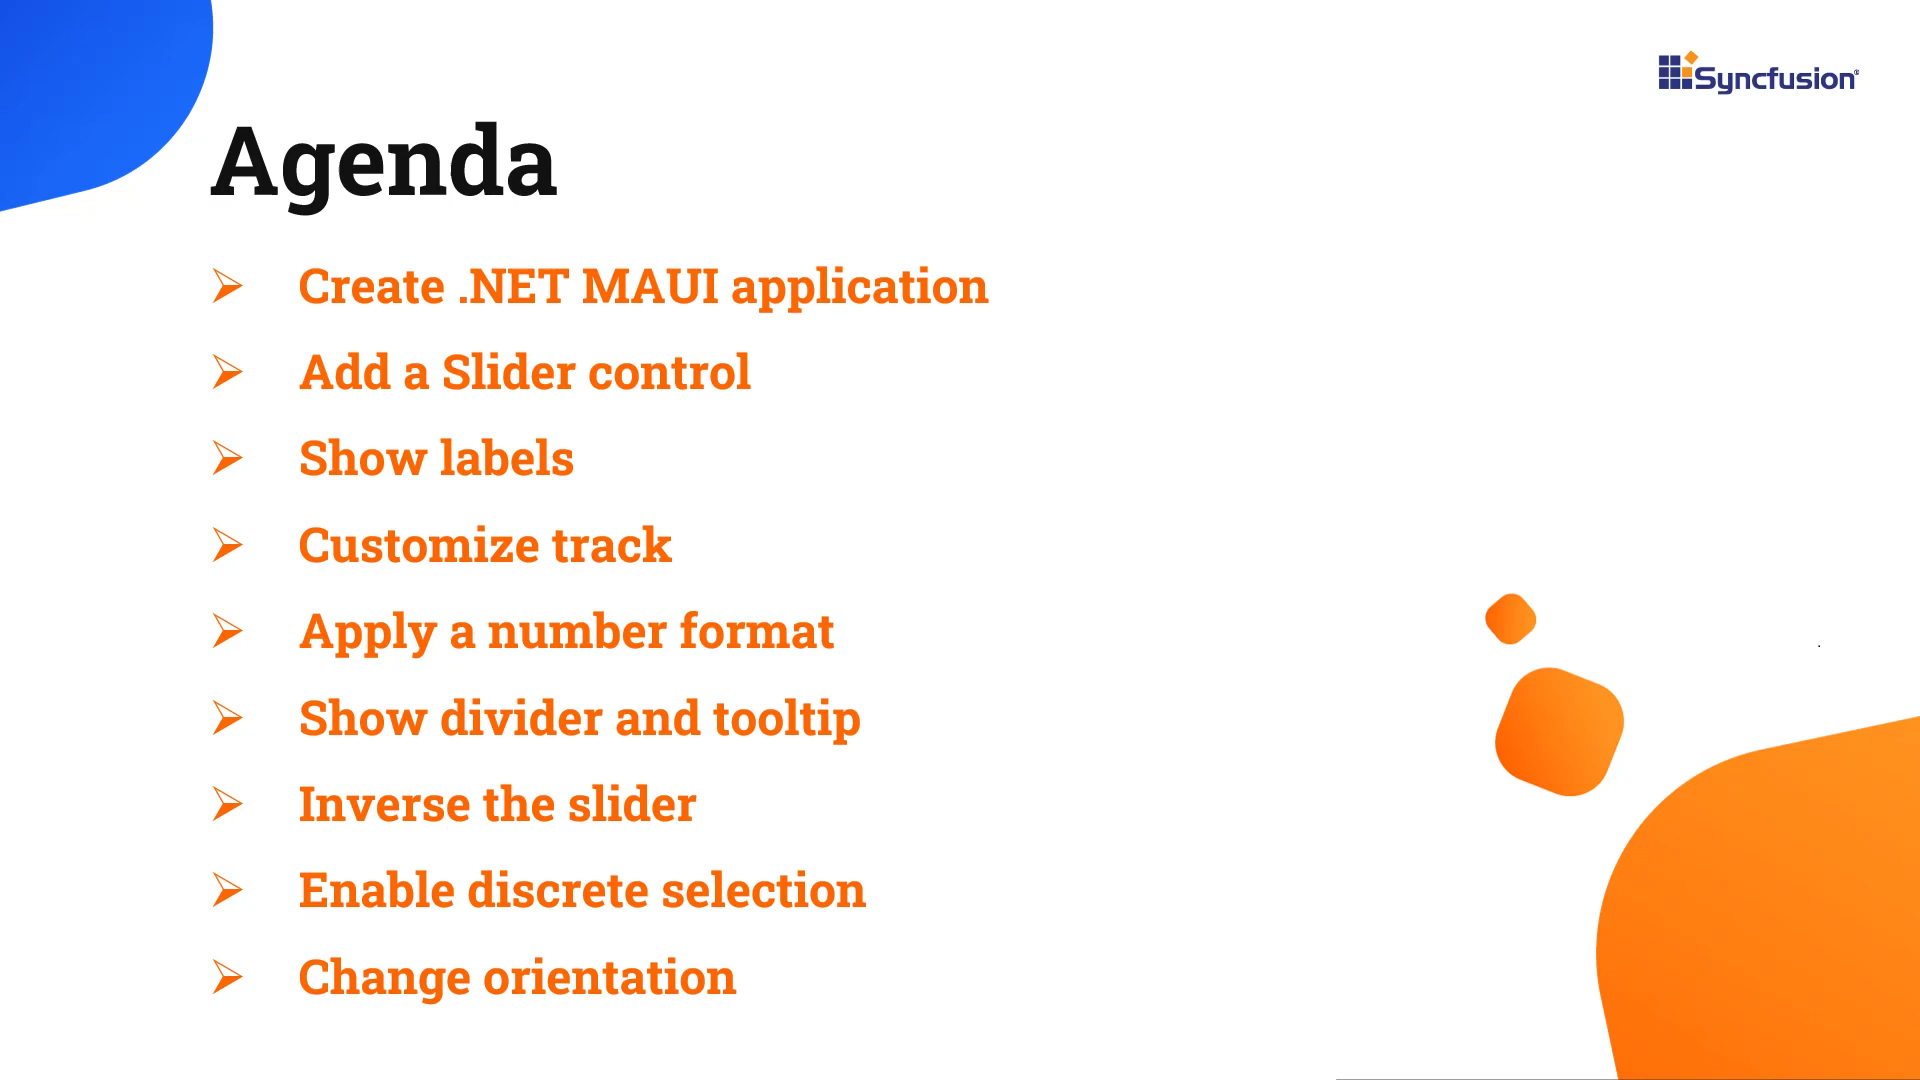 Syncfusion®
Agenda
Create .NET MAUI application
Add a Slider control
Show labels
Customize track
Apply a number format
Show divider and tooltip
Inverse the slider
Enable discrete selection
Change orientation